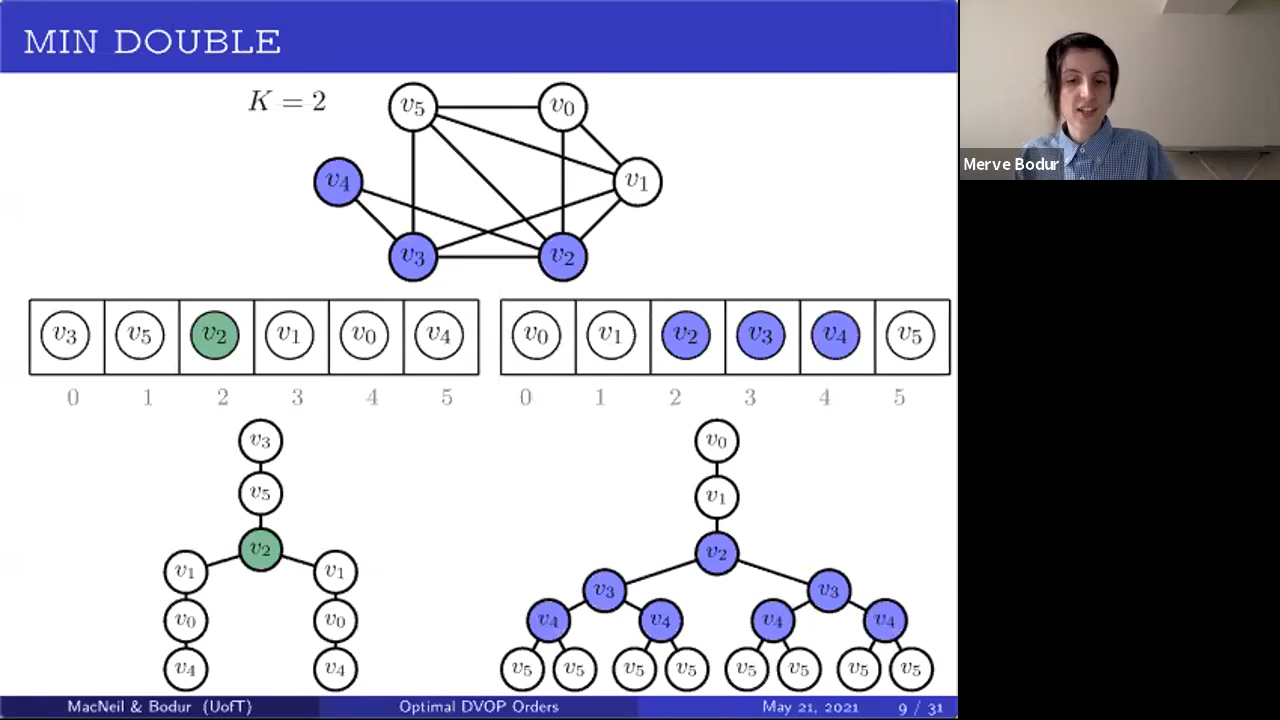 MIN DOUBLE
K = 2
v5 v0
v4 v1
v3 v2
v3 v5 v2 v1 v0 v4
0 1 2 3 4 5
v0 v1 v2 v3 v4 v5
0 1 2 3 4 5
v3
v5
v2
v1 v1
v0 v0
v4 v4
v0
v1
v2
v3 v3
v4 v4 v4 v4
v5 v5 v5 v5 v5 v5 v5 v5
MacNeil & Bodur (UofT) Optimal DVOP Orders May 21, 2021 9 / 31
Merve Bodur